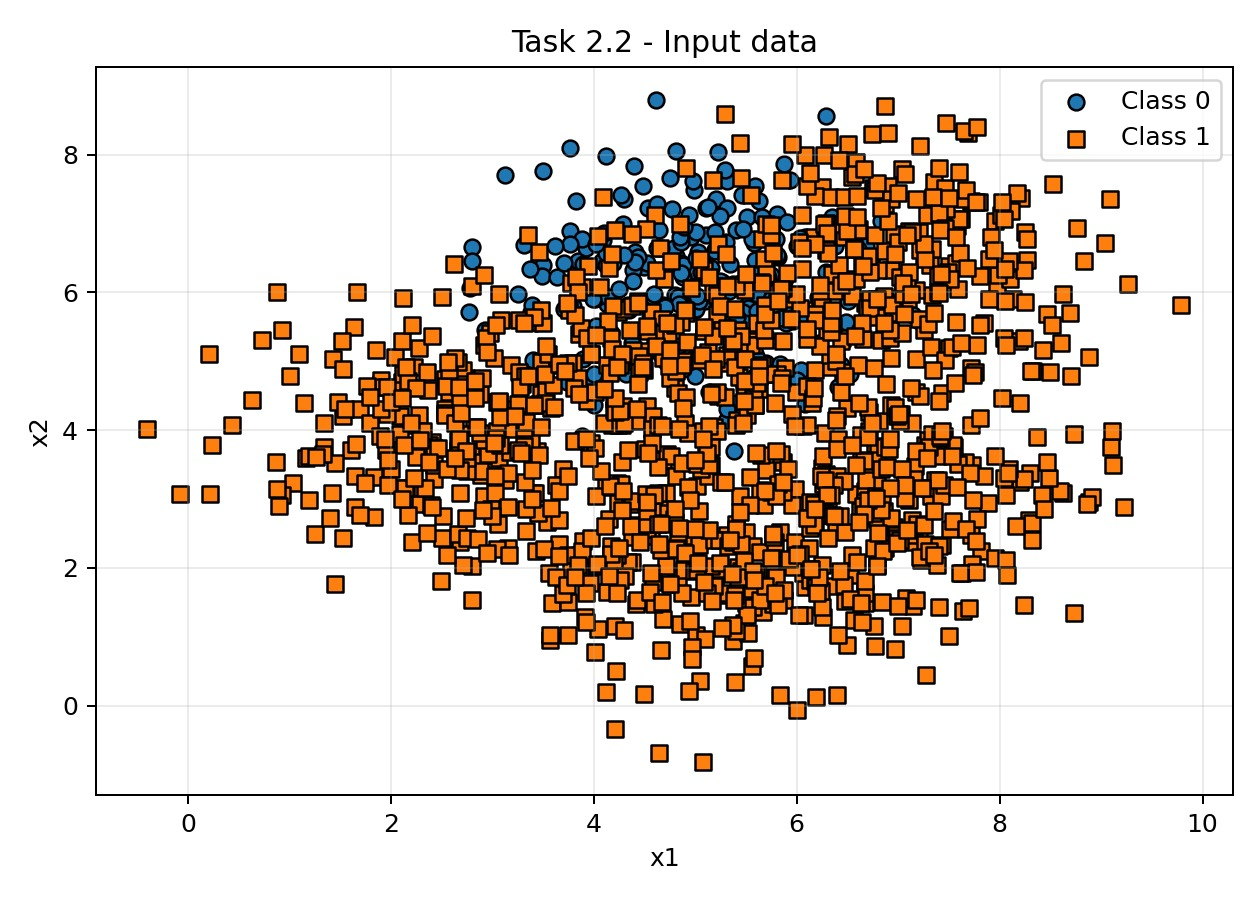 Task 2.2 - Input data
Class 0
Class 1
8
6
4
2
0
x2
0 2 4 6 8 10
x1